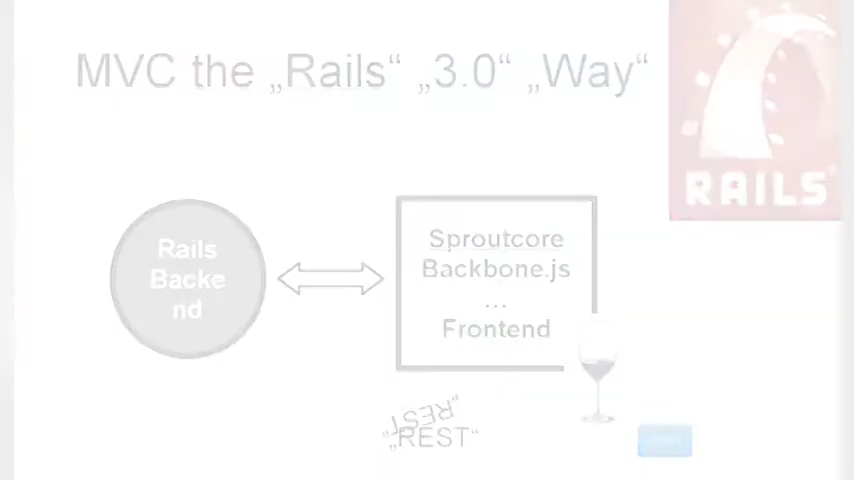 MVC the „Rails“ „3.0“ „Way“
RAILS
Rails
Backe
nd
Sproutcore
Backbone.js
...
Frontend
„REST“
„REST“